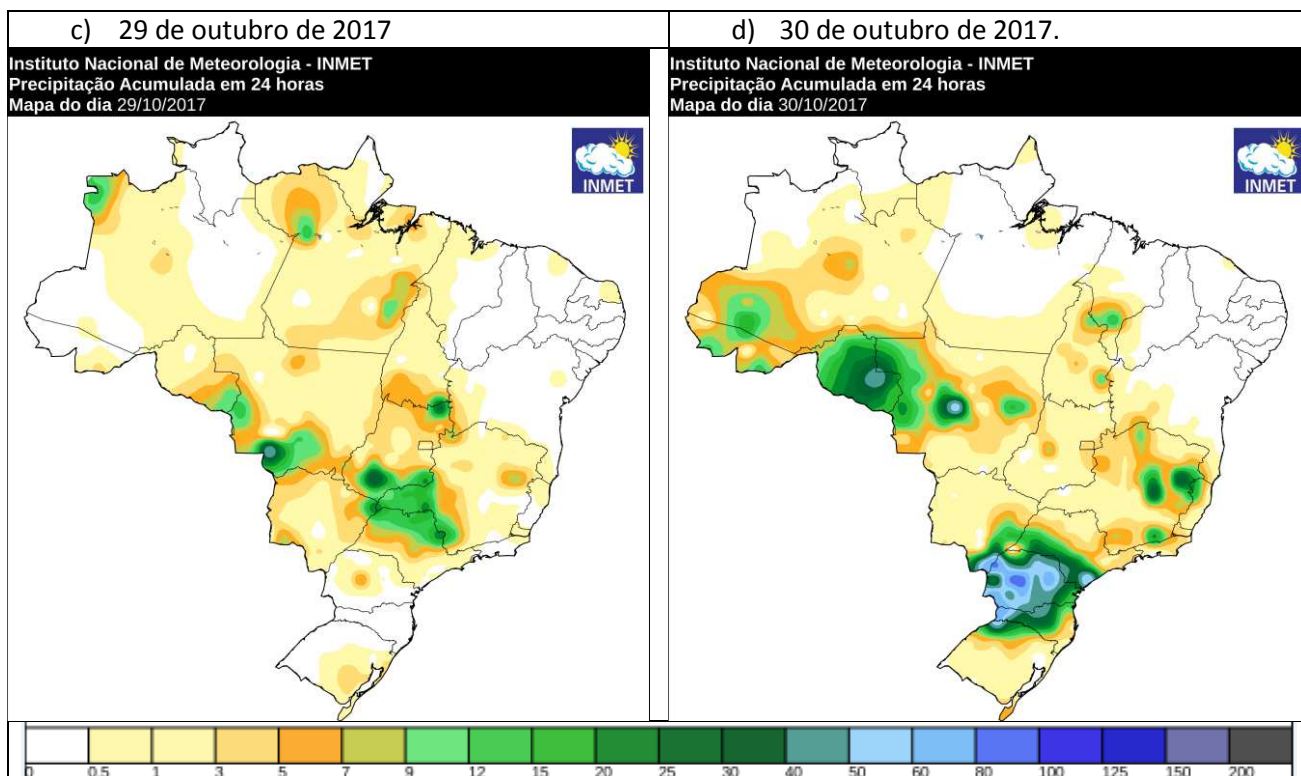 c) 29 de outubro de 2017
d) 30 de outubro de 2017.
Instituto Nacional de Meteorologia - INMET
Precipitação Acumulada em 24 horas
Mapa do dia 29/10/2017
INMET
Instituto Nacional de Meteorologia - INMET
Precipitação Acumulada em 24 horas
Mapa do dia 30/10/2017
INMET
0 0.5 1 3 5 7 9 12 15 20 25 30 40 50 60 80 100 125 150 200